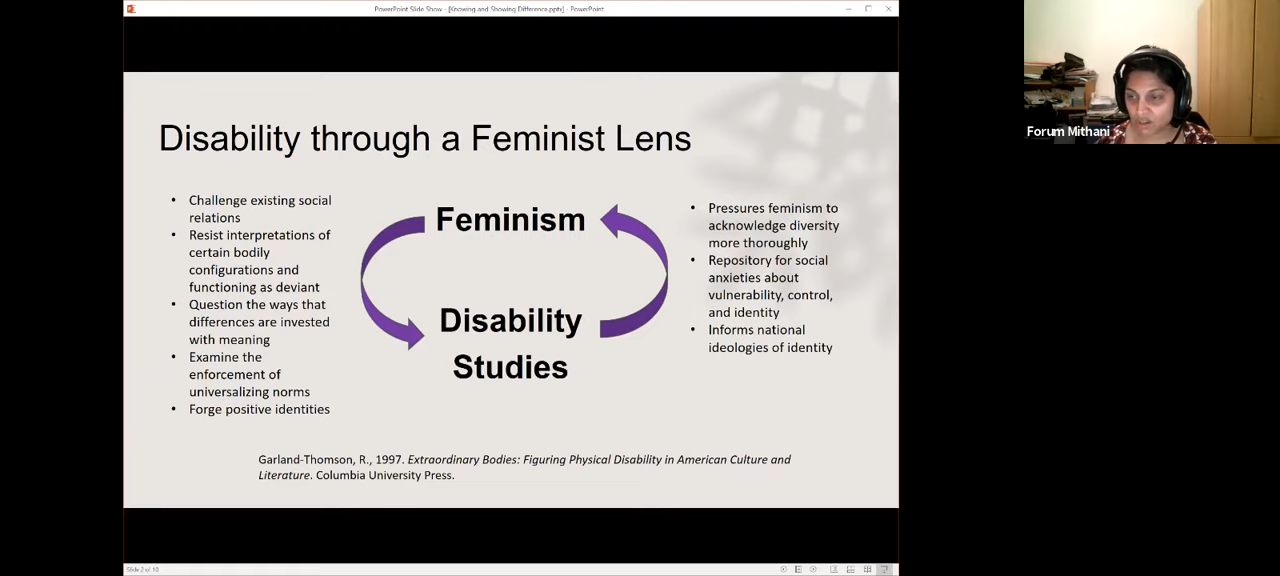 PowerPoint Slide Show - [Knowing and Showing Difference.pptx] - PowerPoint
Forum Mithani
Disability through a Feminist Lens
• Challenge existing social
relations
• Resist interpretations of
certain bodily
configurations and
functioning as deviant
• Question the ways that
differences are invested
with meaning
• Examine the
enforcement of
universalizing norms
• Forge positive identities
Feminism
Disability
Studies
• Pressures feminism to
acknowledge diversity
more thoroughly
• Repository for social
anxieties about
vulnerability, control,
and identity
• Informs national
ideologies of identity
Garland-Thomson, R., 1997. Extraordinary Bodies: Figuring Physical Disability in American Culture and
Literature. Columbia University Press.
Slide 2 of 10